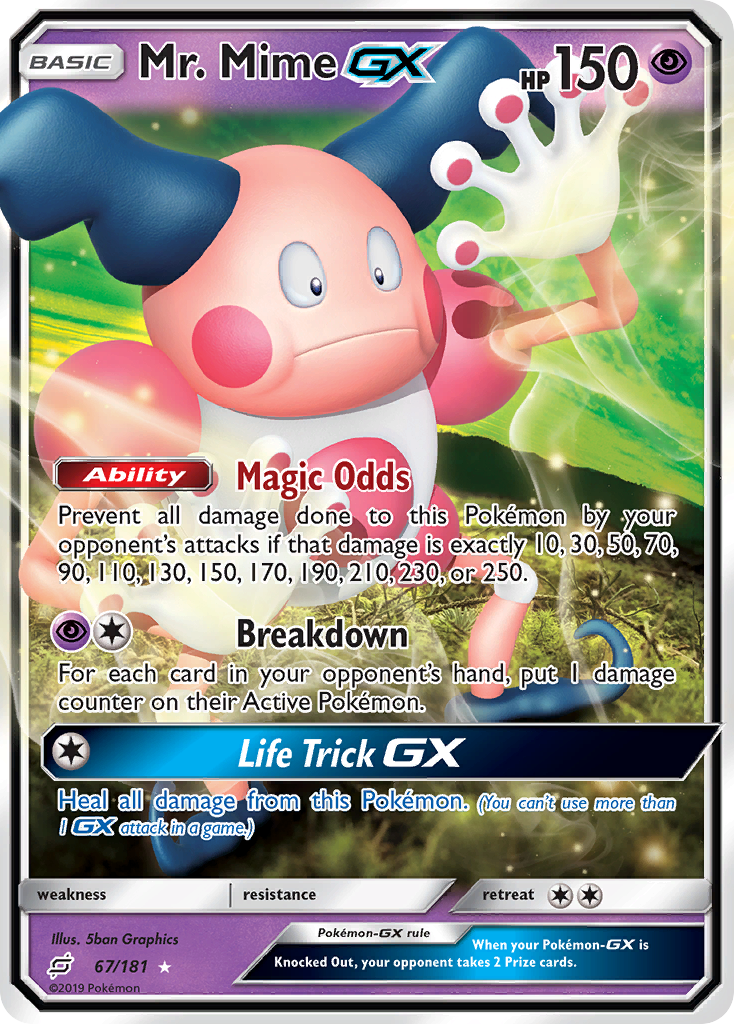 BASIC Mr. Mime GX HP 150
Ability Magic Odds
Prevent all damage done to this Pokémon by your
opponent's attacks if that damage is exactly 10, 30, 50, 70,
90, 110, 130, 150, 170, 190, 210, 230, or 250.
Breakdown
For each card in your opponent's hand, put 1 damage
counter on their Active Pokémon.
Life Trick GX
Heal all damage from this Pokémon. (You can't use more than
1 GX attack in a game.)
weakness resistance retreat
Illus. 5ban Graphics
67/181
©2019 Pokémon
Pokémon-GX rule
When your Pokémon-GX is
Knocked Out, your opponent takes 2 Prize cards.